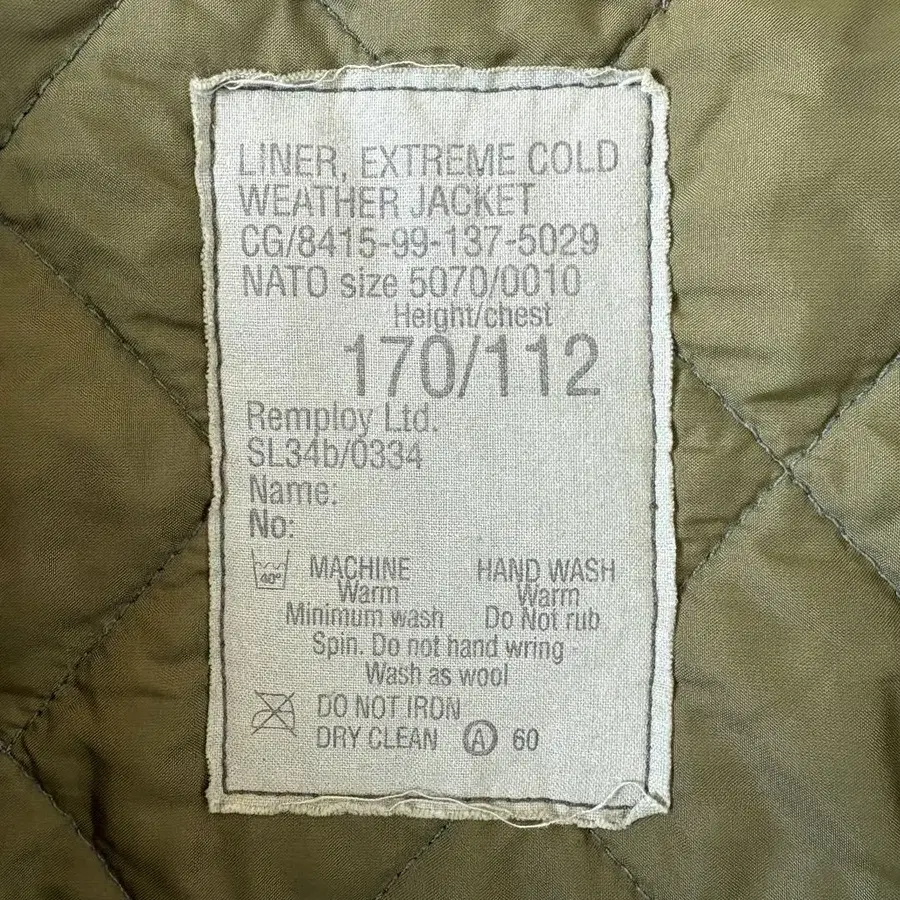 LINER, EXTREME COLD
WEATHER JACKET
CG/8415-99-137-5029
NATO size 5070/0010
Height/chest
170/112
Remploy Ltd.
SL34b/0334
Name:
No:
40° MACHINE HAND WASH
Warm Warm
Minimum wash Do Not rub
Spin. Do not hand wring
Wash as wool
DO NOT IRON
DRY CLEAN A 60